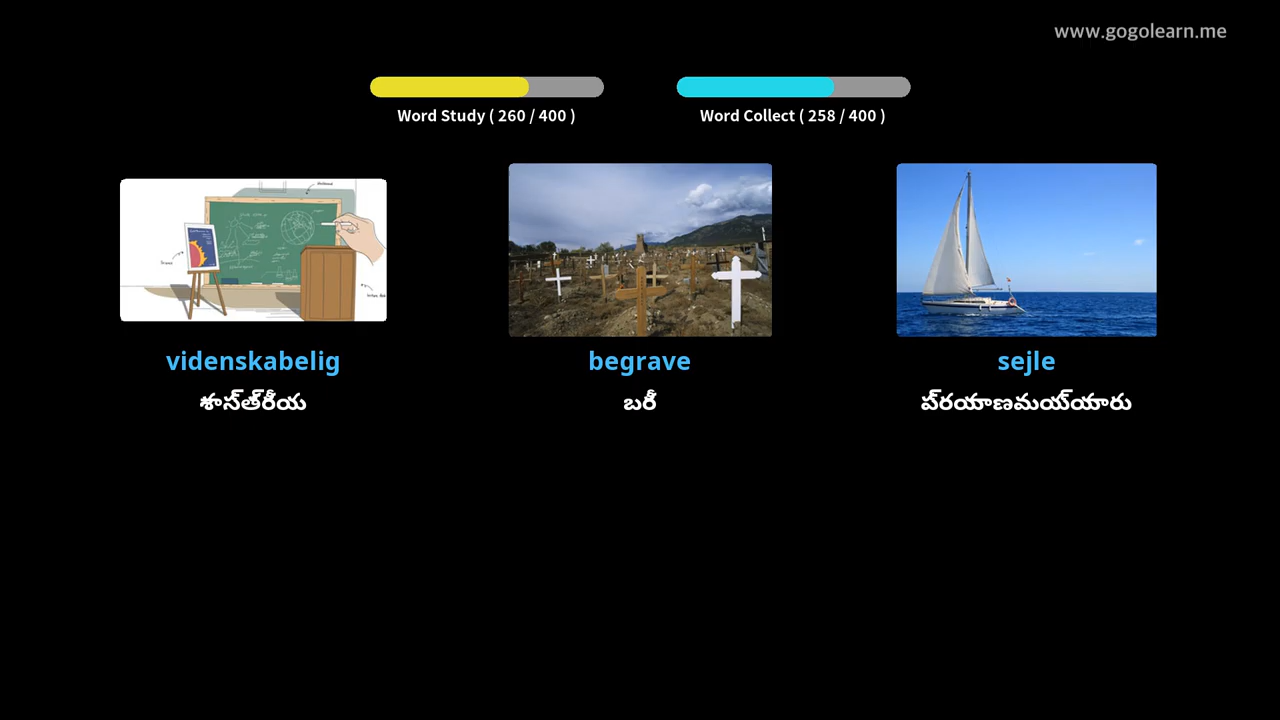 www.gogolearn.me
Word Study ( 260 / 400 )
Word Collect ( 258 / 400 )
videnskabelig
begrave
sejle
శాస్త్రీయ
బరీ
ప్రయాణమయ్యారు